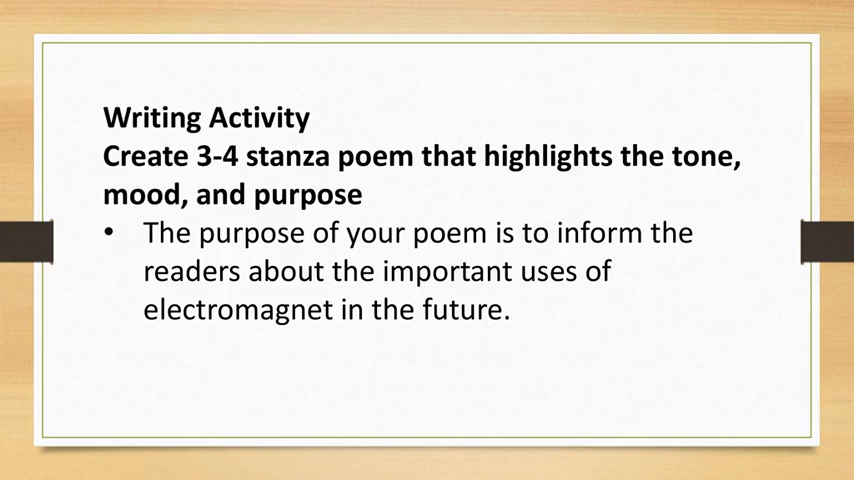 Writing Activity
Create 3-4 stanza poem that highlights the tone,
mood, and purpose
• The purpose of your poem is to inform the
readers about the important uses of
electromagnet in the future.